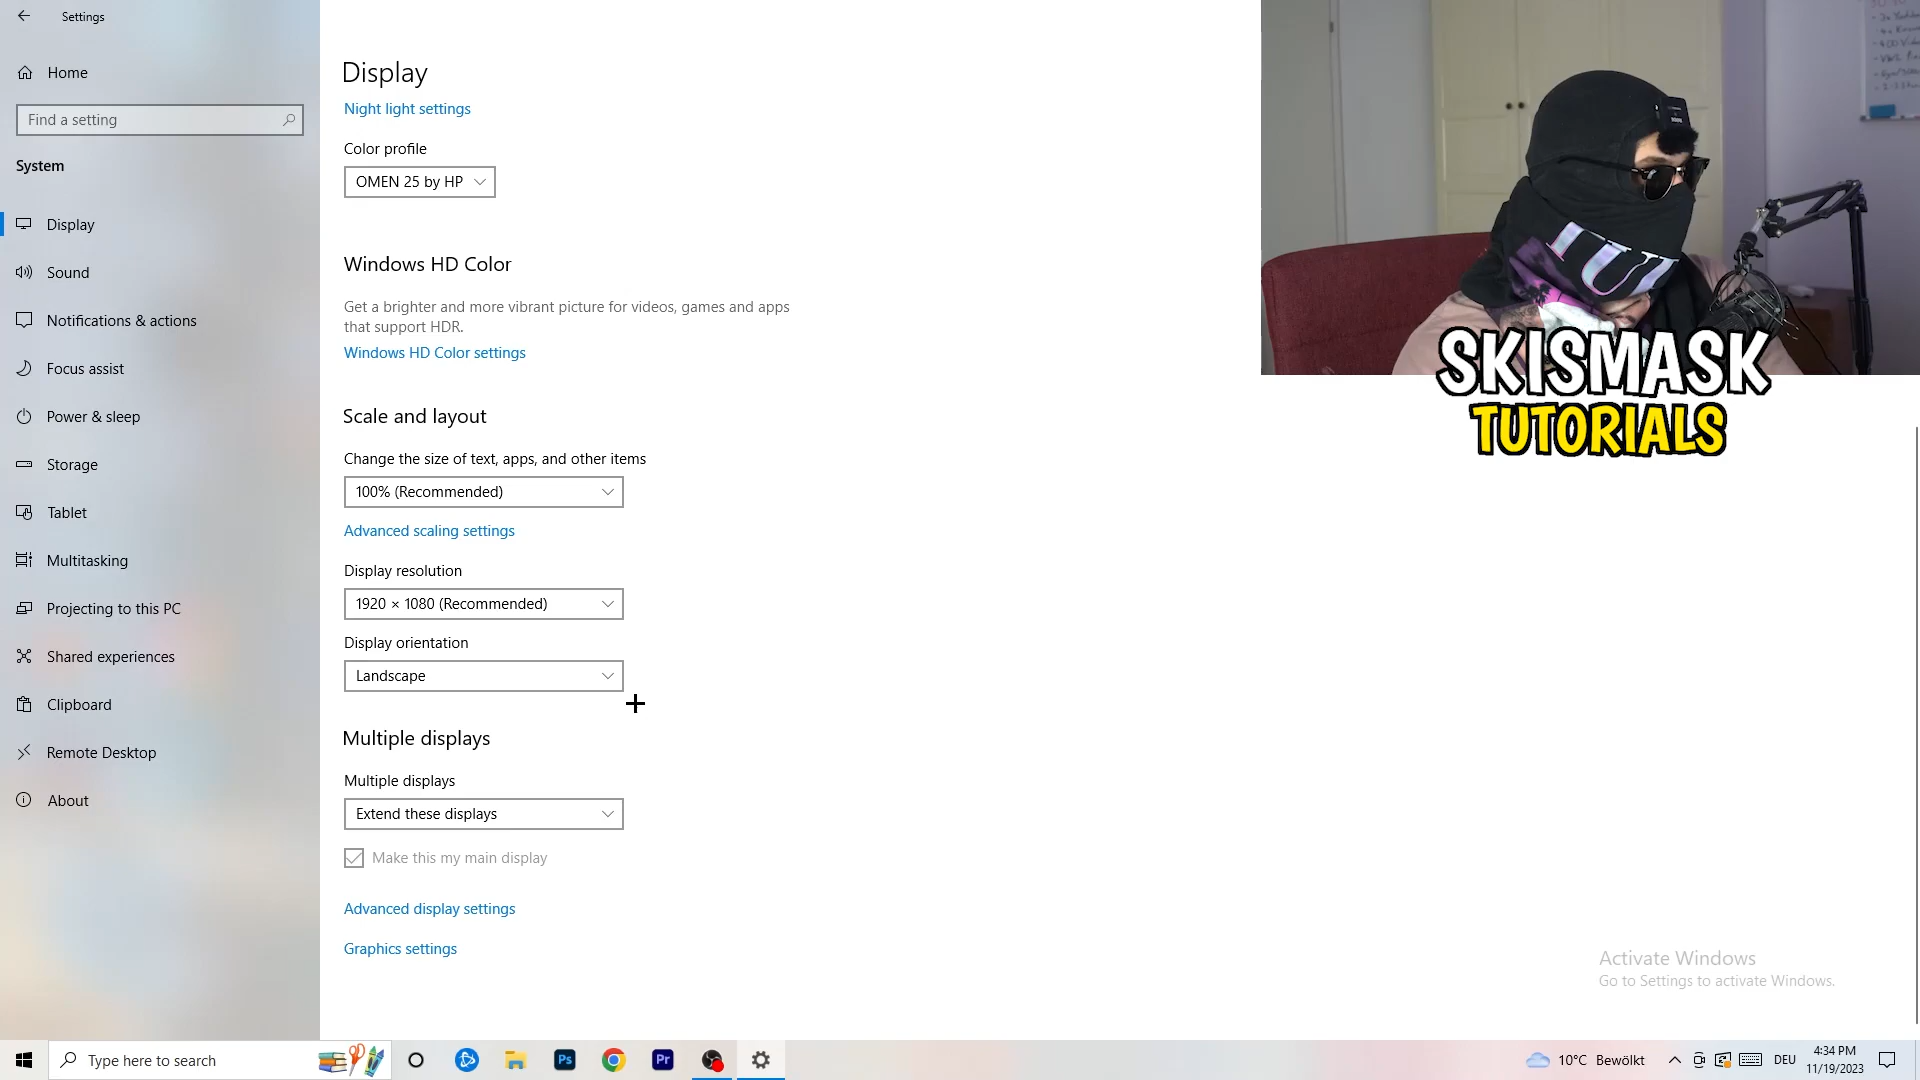 Settings
Home
Find a setting
System
Display
Sound
Notifications & actions
Focus assist
Power & sleep
Storage
Tablet
Multitasking
Projecting to this PC
Shared experiences
Clipboard
Remote Desktop
About
Display
Night light settings
Color profile
OMEN 25 by HP
Windows HD Color
Get a brighter and more vibrant picture for videos, games and apps
that support HDR.
Windows HD Color settings
Scale and layout
Change the size of text, apps, and other items
100% (Recommended)
Advanced scaling settings
Display resolution
1920 × 1080 (Recommended)
Display orientation
Landscape
Multiple displays
Multiple displays
Extend these displays
Make this my main display
Advanced display settings
Graphics settings
SKISMASK
TUTORIALS
Activate Windows
Go to Settings to activate Windows.
Type here to search
Ps
Pr
10°C Bewölkt
DEU
4:34 PM
11/19/2023